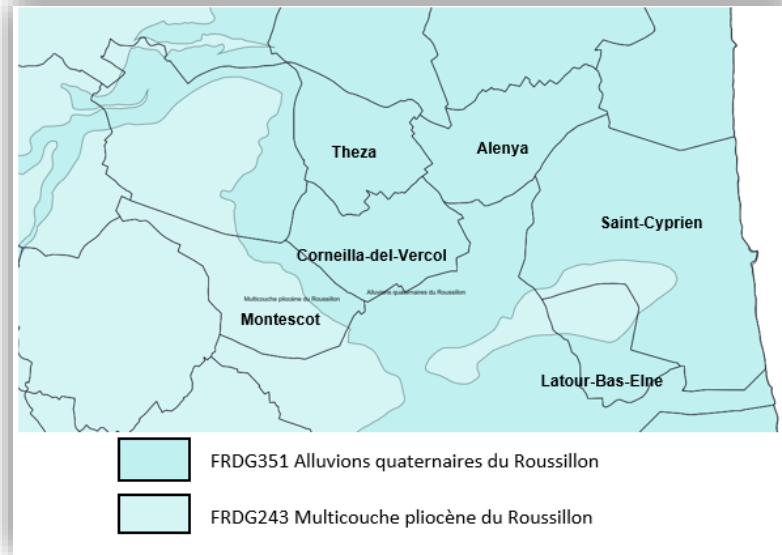 Theza
Alenya
Saint-Cyprien
Corneilla-del-Vercol
Alluvions quaternaires du Roussillon
Multicouche pliocène du Roussillon
Montescot
Latour-Bas-Elne
FRDG351 Alluvions quaternaires du Roussillon
FRDG243 Multicouche pliocène du Roussillon